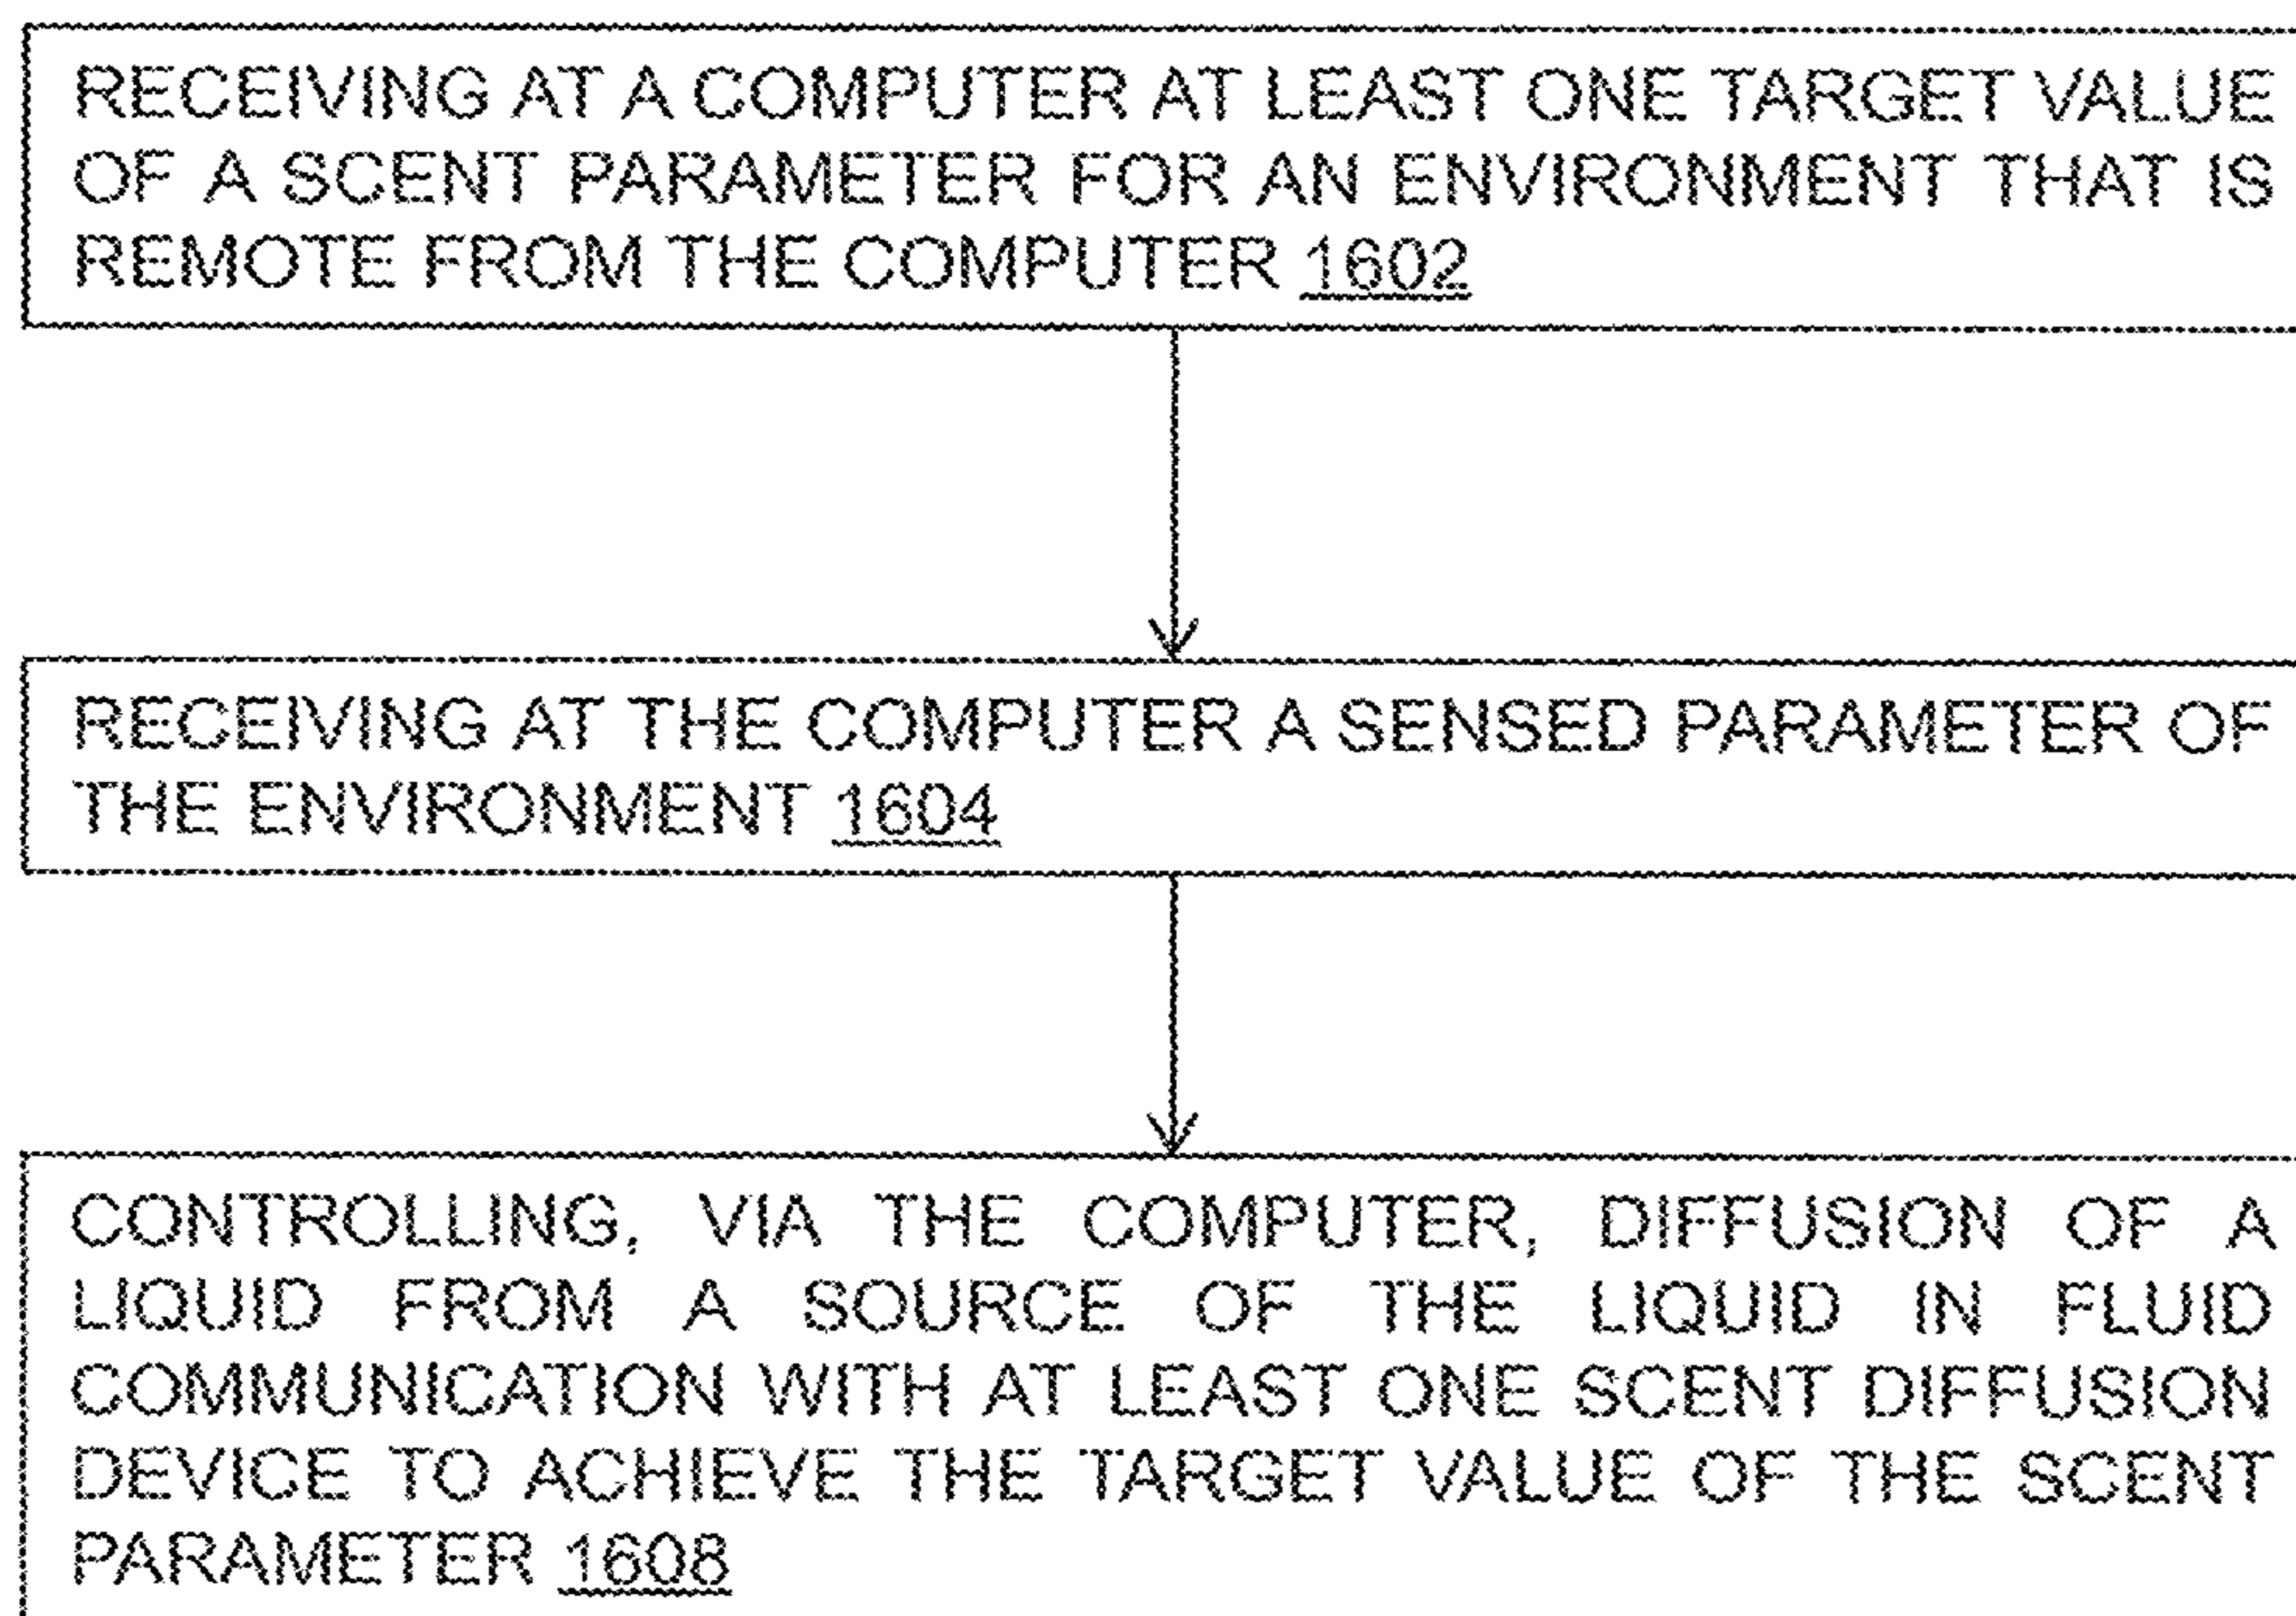 RECEIVING AT A COMPUTER AT LEAST ONE TARGET VALUE
OF A SCENT PARAMETER FOR AN ENVIRONMENT THAT IS
REMOTE FROM THE COMPUTER 1602
RECEIVING AT THE COMPUTER A SENSED PARAMETER OF
THE ENVIRONMENT 1604
CONTROLLING, VIA THE COMPUTER, DIFFUSION OF A
LIQUID FROM A SOURCE OF THE LIQUID IN FLUID
COMMUNICATION WITH AT LEAST ONE SCENT DIFFUSION
DEVICE TO ACHIEVE THE TARGET VALUE OF THE SCENT
PARAMETER 1608